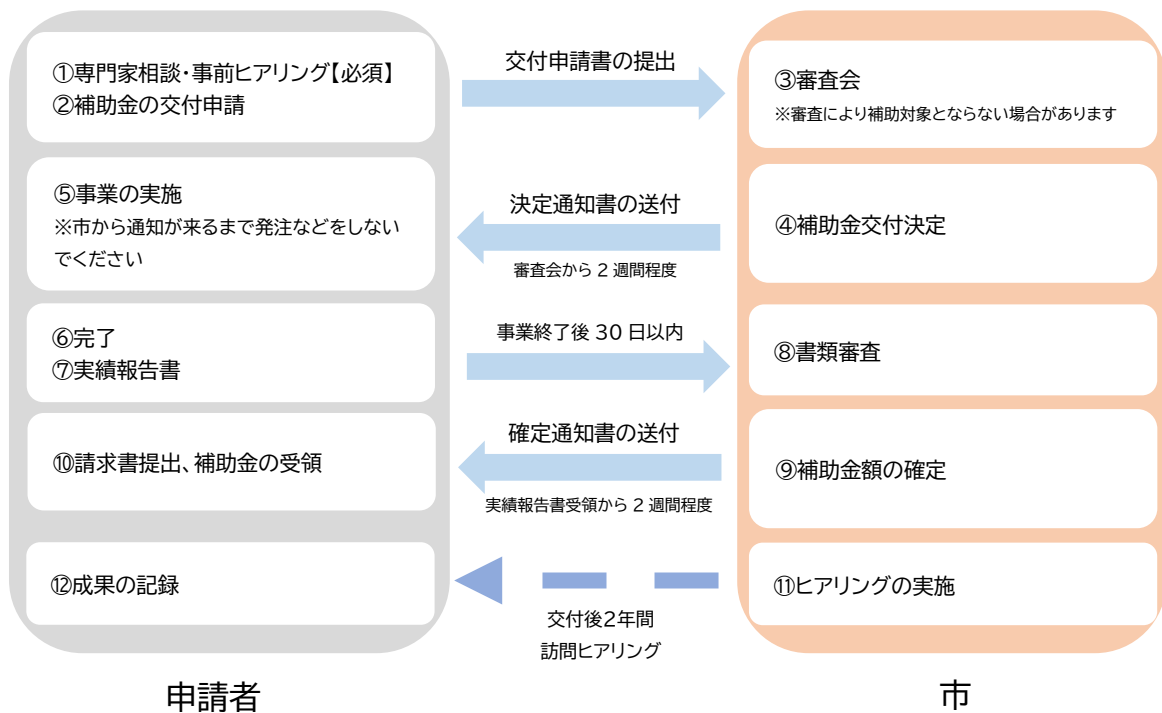 ①専門家相談・事前ヒアリング【必須】
②補助金の交付申請
交付申請書の提出
③審査会
※審査により補助対象とならない場合があります
⑤事業の実施
※市から通知が来るまで発注などをしない
でください
決定通知書の送付
審査会から 2 週間程度
④補助金交付決定
⑥完了
⑦実績報告書
事業終了後 30 日以内
⑧書類審査
⑩請求書提出、補助金の受領
確定通知書の送付
実績報告書受領から 2 週間程度
⑨補助金額の確定
⑫成果の記録
交付後2年間
訪問ヒアリング
⑪ヒアリングの実施
申請者
市